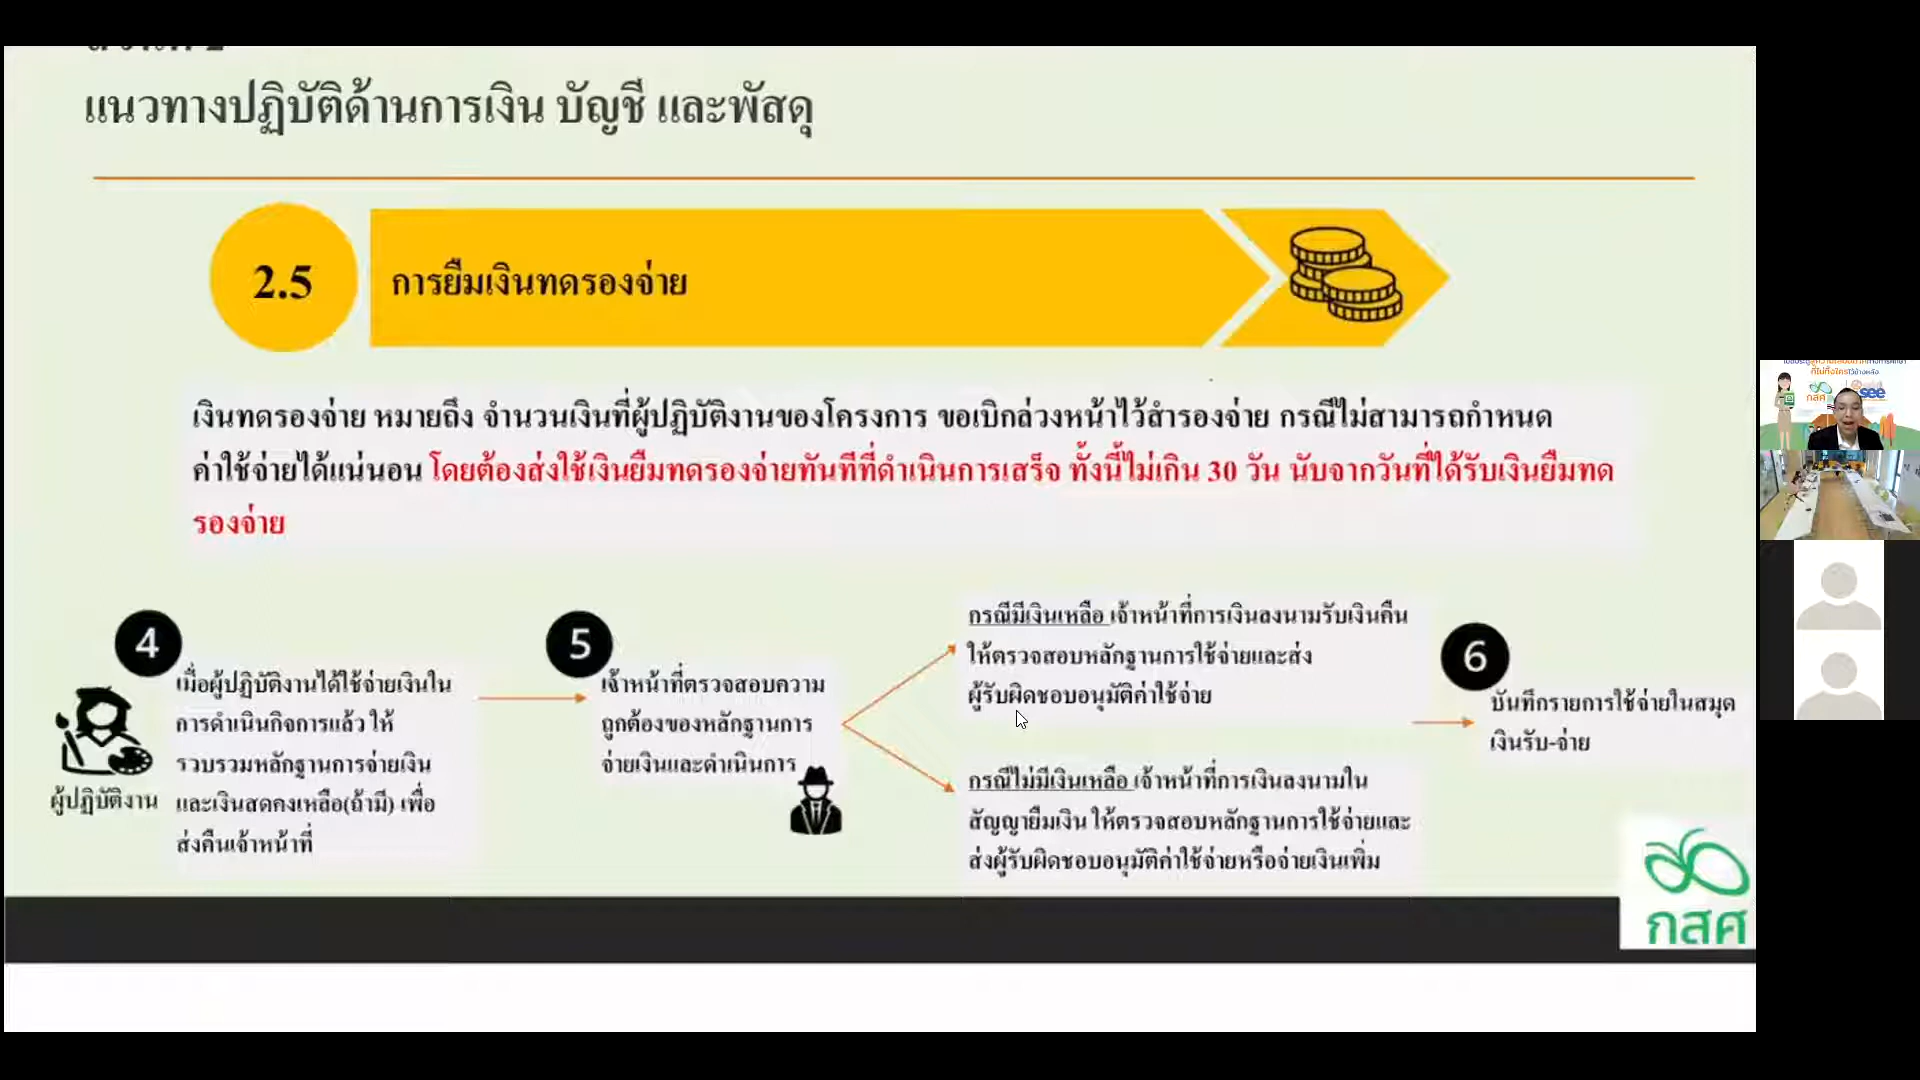 แนวทางปฏิบัติด้านการเงิน บัญชี และพัสดุ
2.5
การยืมเงินทดรองจ่าย
เงินทดรองจ่าย หมายถึง จำนวนเงินที่ผู้ปฏิบัติงานของโครงการ ขอเบิกล่วงหน้าไว้สำรองจ่าย กรณีไม่สามารถกำหนด
ค่าใช้จ่ายได้แน่นอน โดยต้องส่งใช้เงินยืมทดรองจ่ายทันทีที่ดำเนินการเสร็จ ทั้งนี้ไม่เกิน 30 วัน นับจากวันที่ได้รับเงินยืมทด
รองจ่าย
4
เมื่อผู้ปฏิบัติงานได้ใช้จ่ายเงินใน
การดำเนินกิจการแล้ว ให้
รวบรวมหลักฐานการจ่ายเงิน
และเงินสดคงเหลือ(ถ้ามี) เพื่อ
ส่งคืนเจ้าหน้าที่
ผู้ปฏิบัติงาน
5
เจ้าหน้าที่ตรวจสอบความ
ถูกต้องของหลักฐานการ
จ่ายเงินและดำเนินการ
กรณีมีเงินเหลือ เจ้าหน้าที่การเงินลงนามรับเงินคืน
ให้ตรวจสอบหลักฐานการใช้จ่ายและส่ง
ผู้รับผิดชอบอนุมัติค่าใช้จ่าย
กรณีไม่มีเงินเหลือ เจ้าหน้าที่การเงินลงนามใน
สัญญายืมเงิน ให้ตรวจสอบหลักฐานการใช้จ่ายและ
ส่งผู้รับผิดชอบอนุมัติค่าใช้จ่ายหรือจ่ายเงินเพิ่ม
6
บันทึกรายการใช้จ่ายในสมุด
เงินรับ-จ่าย
กสศ
ที่ไม่ทิ้งใครไว้ข้างหลัง
กสศ
see